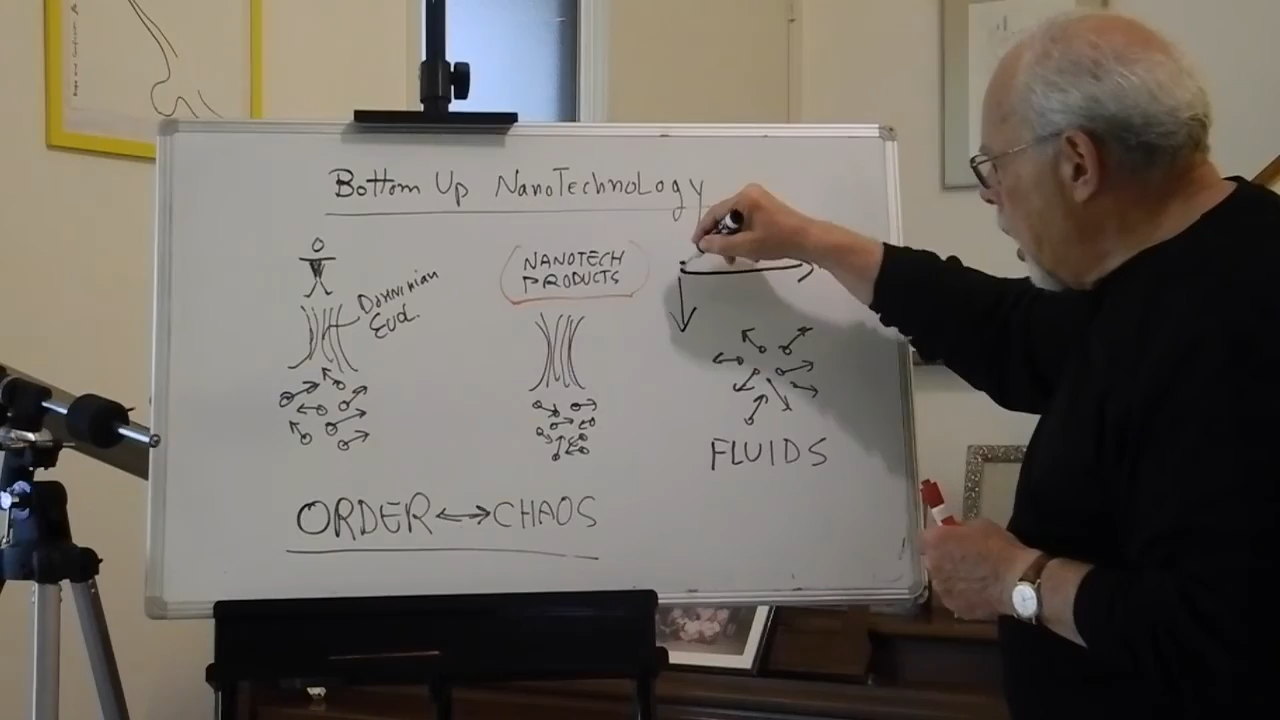 Bottom Up NanoTechnology
Darwinian
Evol.
NANOTECH
PRODUCTS
FLUIDS
ORDER ↔ CHAOS